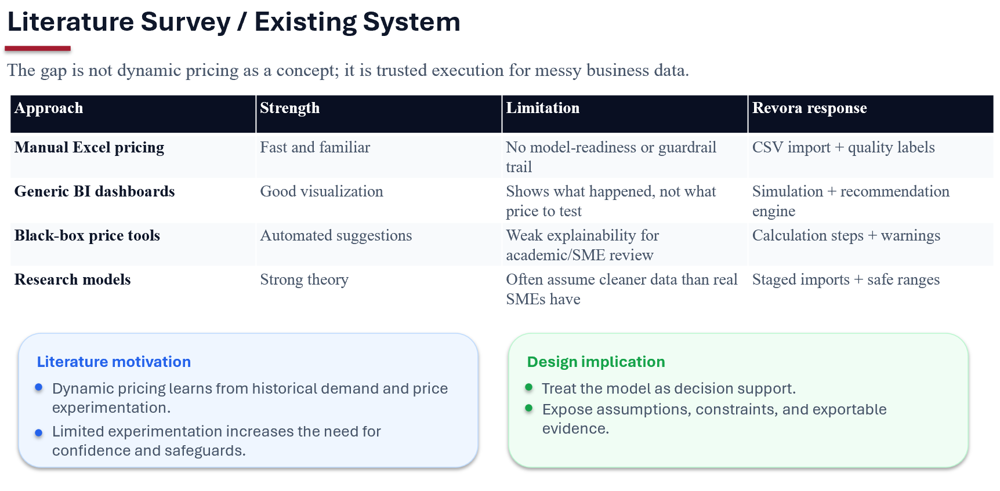 Literature Survey / Existing System
The gap is not dynamic pricing as a concept; it is trusted execution for messy business data.
Approach Strength Limitation Revora response
Manual Excel pricing Fast and familiar No model-readiness or guardrail CSV import + quality labels
trail
Generic BI dashboards Good visualization Shows what happened, not what Simulation + recommendation
price to test engine
Black-box price tools Automated suggestions Weak explainability for Calculation steps + warnings
academic/SME review
Research models Strong theory Often assume cleaner data than real Staged imports + safe ranges
SMEs have
Literature motivation
Dynamic pricing learns from historical demand and price
experimentation.
Limited experimentation increases the need for
confidence and safeguards.
Design implication
Treat the model as decision support.
Expose assumptions, constraints, and exportable
evidence.